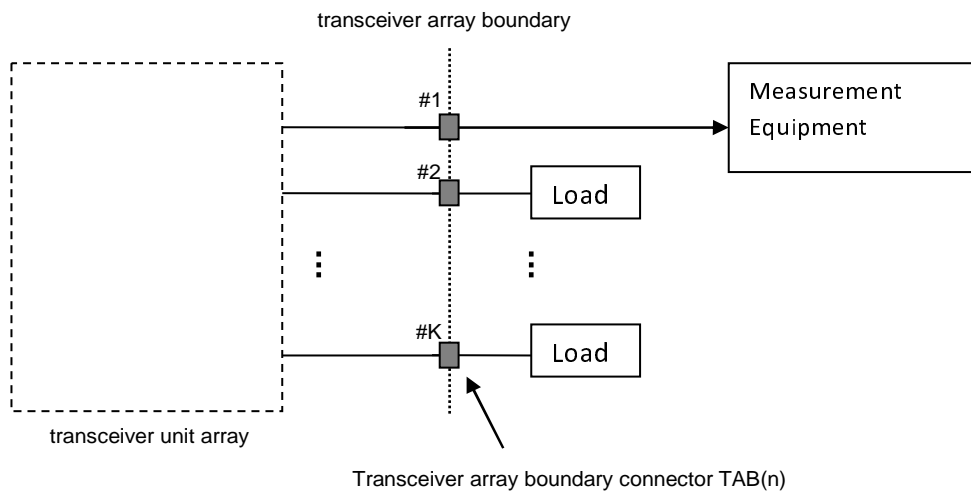 transceiver array boundary
#1
Measurement
Equipment
#2
Load
#K
Load
transceiver unit array
Transceiver array boundary connector TAB(n)